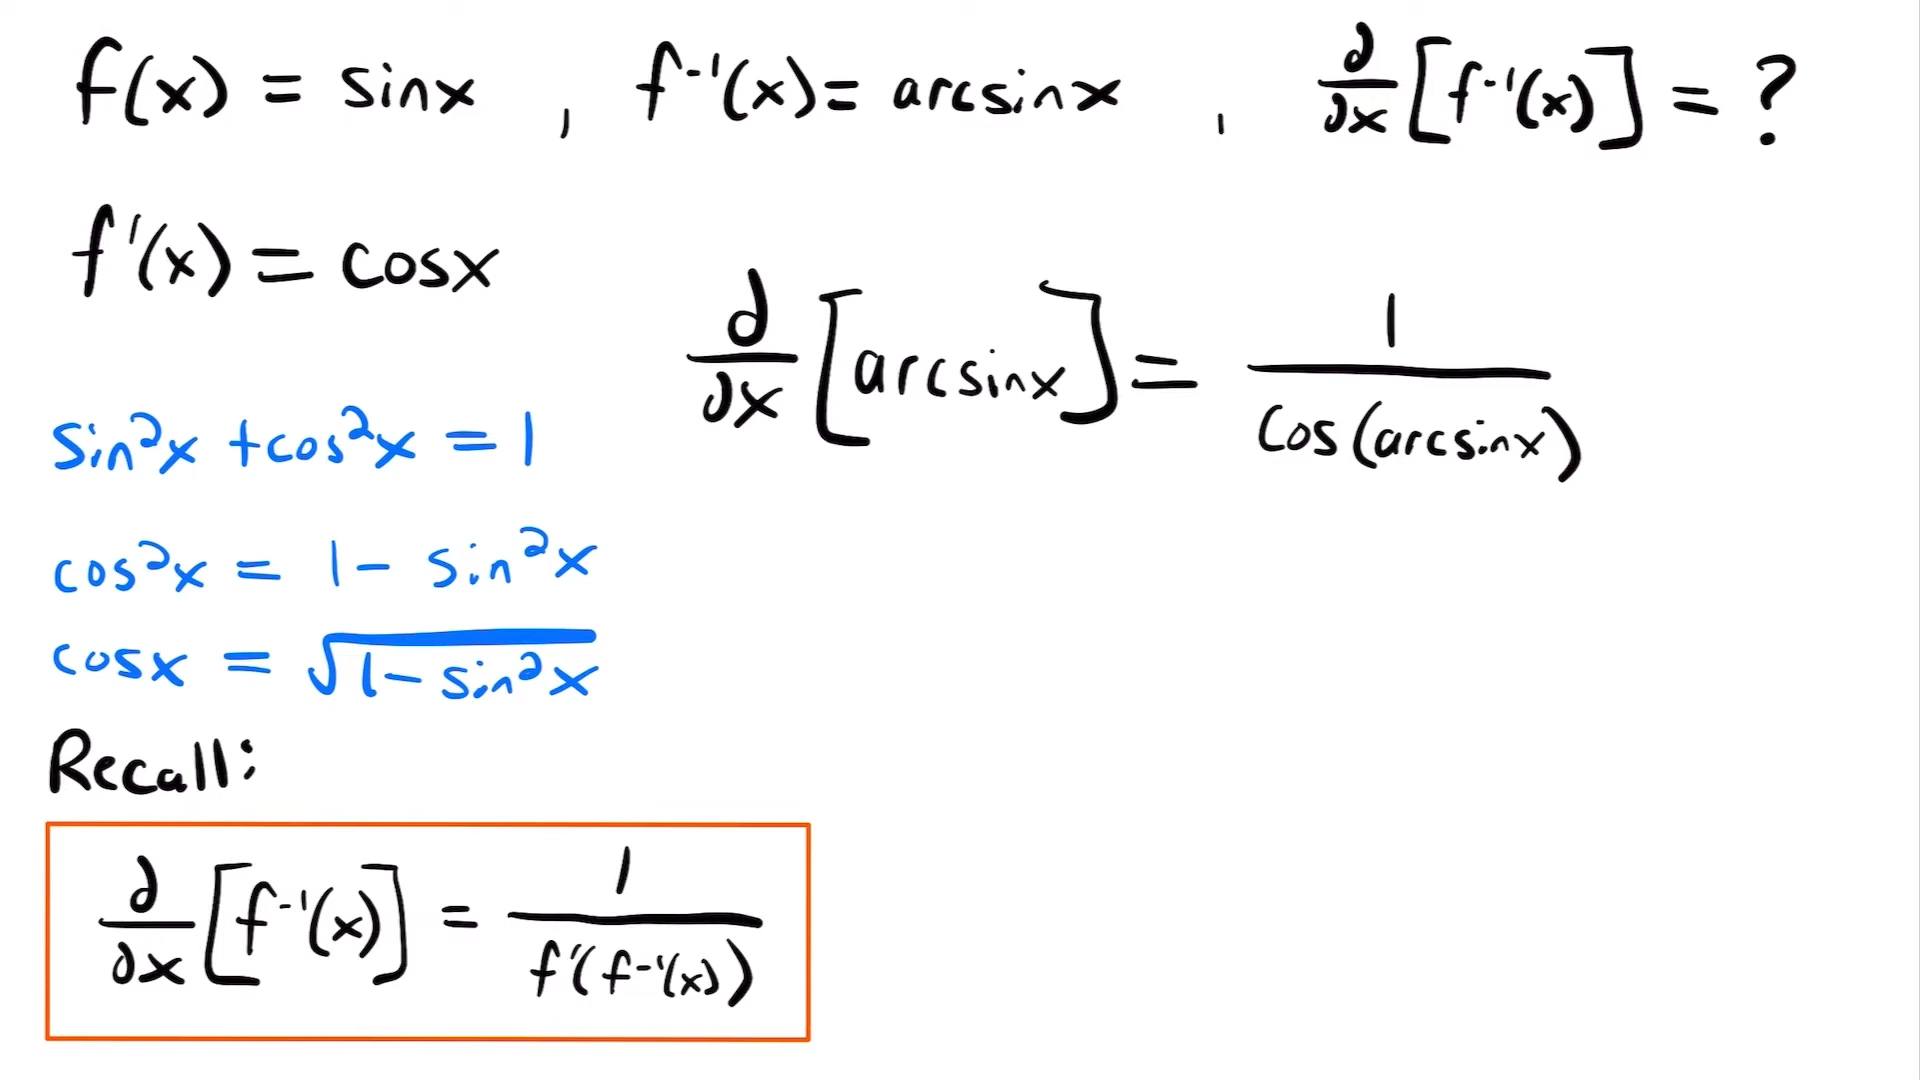 f(x) = sinx , f⁻¹(x) = arcsinx , ∂/∂x [f⁻¹(x)] = ?
f'(x) = cosx
∂/∂x [arcsinx] = 1/cos(arcsinx)
sin²x + cos²x = 1
cos²x = 1 - sin²x
cosx = √(1 - sin²x)
Recall:
∂/∂x [f⁻¹(x)] = 1/f'(f⁻¹(x))